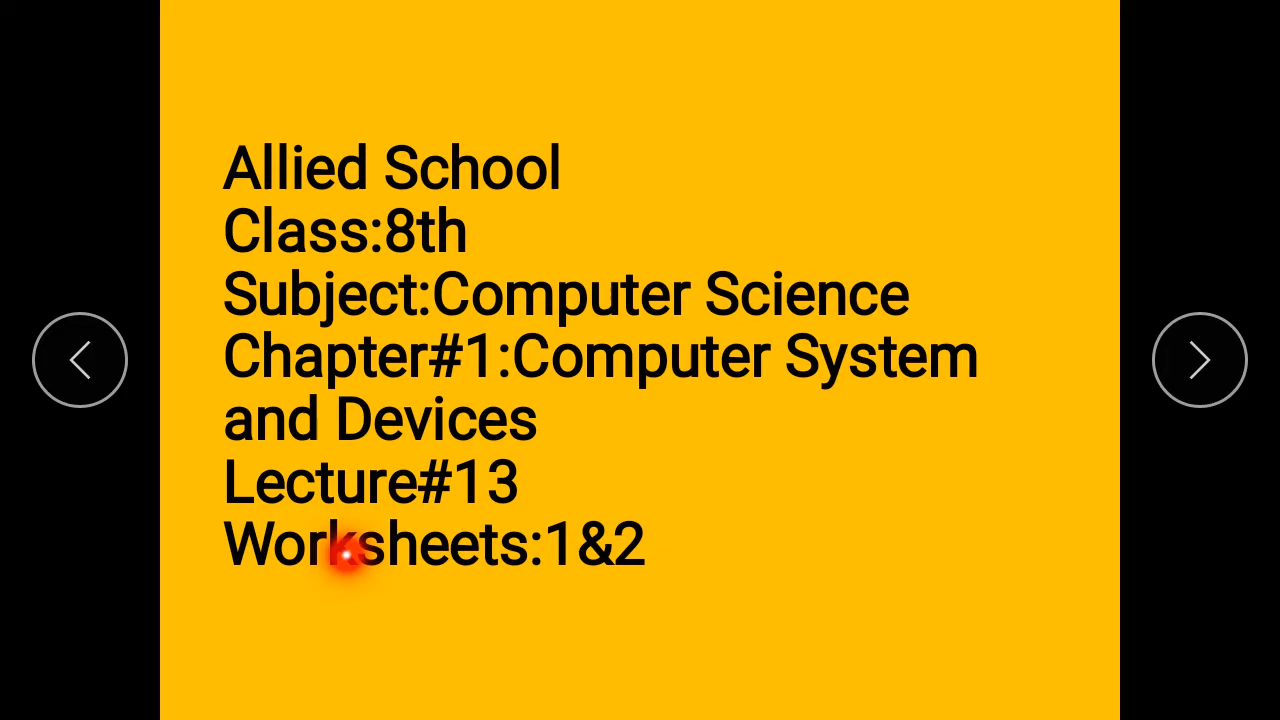 Allied School
Class:8th
Subject:Computer Science
Chapter#1:Computer System
and Devices
Lecture#13
Worksheets:1&2